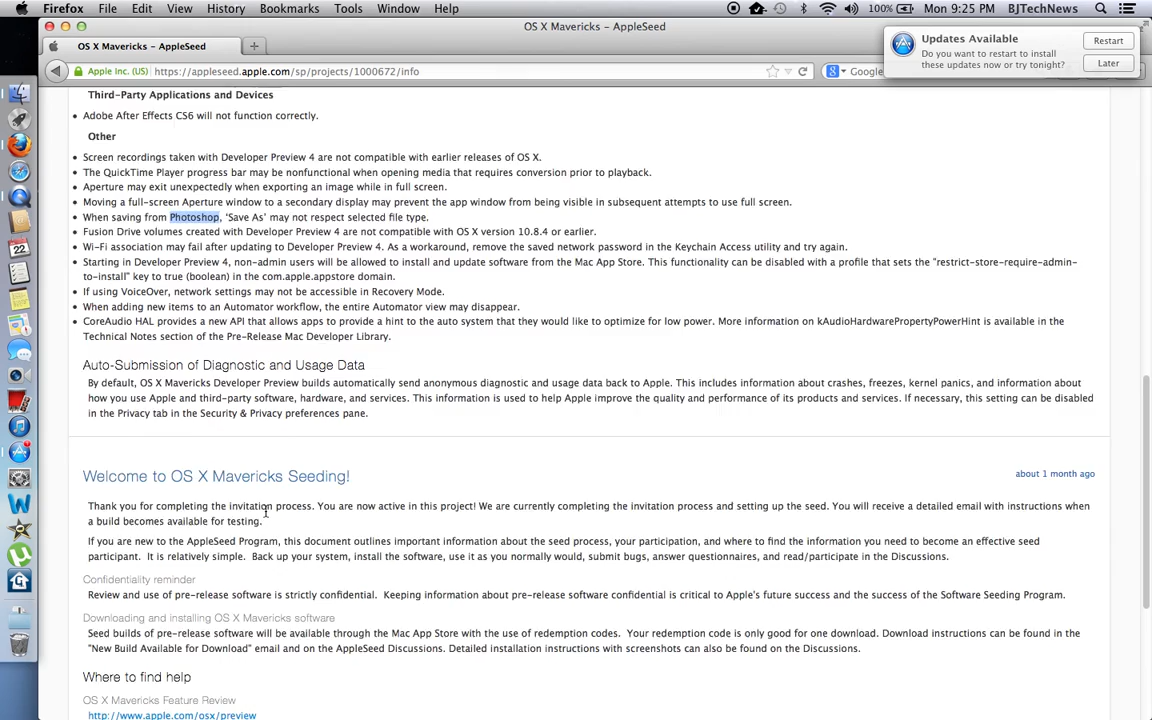 Firefox File Edit View History Bookmarks Tools Window Help 100% Mon 9:25 PM BJTechNews
OS X Mavericks – AppleSeed
OS X Mavericks – AppleSeed
Updates Available
Do you want to restart to install
these updates now or try tonight?
Restart
Later
Apple Inc. (US) https://appleseed.apple.com/sp/projects/1000672/info Google
Third-Party Applications and Devices
• Adobe After Effects CS6 will not function correctly.
Other
• Screen recordings taken with Developer Preview 4 are not compatible with earlier releases of OS X.
• The QuickTime Player progress bar may be nonfunctional when opening media that requires conversion prior to playback.
• Aperture may exit unexpectedly when exporting an image while in full screen.
• Moving a full-screen Aperture window to a secondary display may prevent the app window from being visible in subsequent attempts to use full screen.
• When saving from Photoshop, ‘Save As’ may not respect selected file type.
• Fusion Drive volumes created with Developer Preview 4 are not compatible with OS X version 10.8.4 or earlier.
• Wi-Fi association may fail after updating to Developer Preview 4. As a workaround, remove the saved network password in the Keychain Access utility and try again.
• Starting in Developer Preview 4, non-admin users will be allowed to install and update software from the Mac App Store. This functionality can be disabled with a profile that sets the "restrict-store-require-admin-
to-install" key to true (boolean) in the com.apple.appstore domain.
• If using VoiceOver, network settings may not be accessible in Recovery Mode.
• When adding new items to an Automator workflow, the entire Automator view may disappear.
• CoreAudio HAL provides a new API that allows apps to provide a hint to the auto system that they would like to optimize for low power. More information on kAudioHardwarePropertyPowerHint is available in the
Technical Notes section of the Pre-Release Mac Developer Library.
Auto-Submission of Diagnostic and Usage Data
By default, OS X Mavericks Developer Preview builds automatically send anonymous diagnostic and usage data back to Apple. This includes information about crashes, freezes, kernel panics, and information about
how you use Apple and third-party software, hardware, and services. This information is used to help Apple improve the quality and performance of its products and services. If necessary, this setting can be disabled
in the Privacy tab in the Security & Privacy preferences pane.
Welcome to OS X Mavericks Seeding!
about 1 month ago
Thank you for completing the invitation process. You are now active in this project! We are currently completing the invitation process and setting up the seed. You will receive a detailed email with instructions when
a build becomes available for testing.
If you are new to the AppleSeed Program, this document outlines important information about the seed process, your participation, and where to find the information you need to become an effective seed
participant. It is relatively simple. Back up your system, install the software, use it as you normally would, submit bugs, answer questionnaires, and read/participate in the Discussions.
Confidentiality reminder
Review and use of pre-release software is strictly confidential. Keeping information about pre-release software confidential is critical to Apple's future success and the success of the Software Seeding Program.
Downloading and installing OS X Mavericks software
Seed builds of pre-release software will be available through the Mac App Store with the use of redemption codes. Your redemption code is only good for one download. Download instructions can be found in the
"New Build Available for Download" email and on the AppleSeed Discussions. Detailed installation instructions with screenshots can also be found on the Discussions.
Where to find help
OS X Mavericks Feature Review
http://www.apple.com/osx/preview